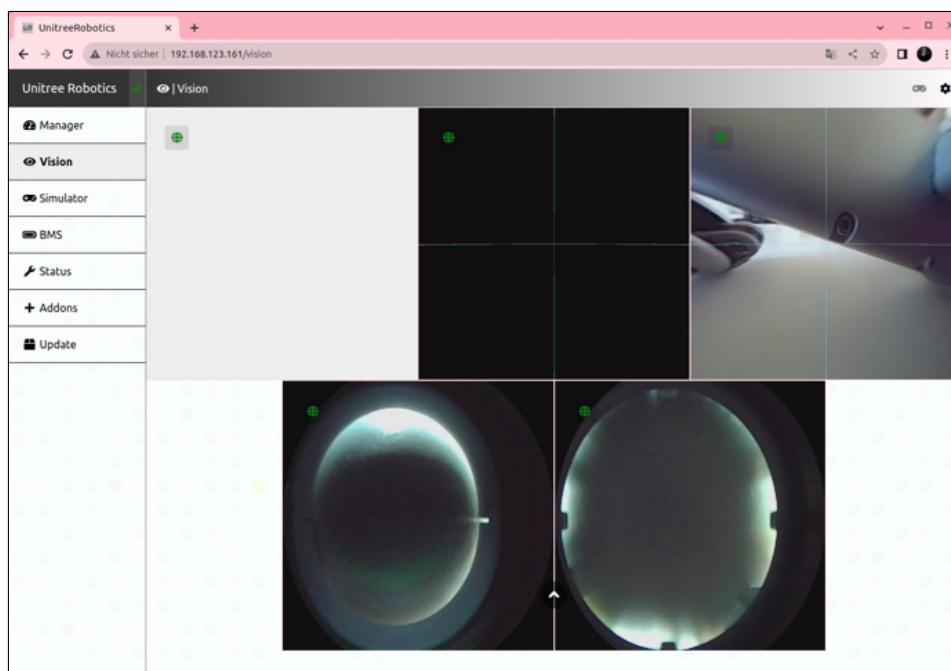 UnitreeRobotics
Nicht sicher | 192.168.123.161/vision
Unitree Robotics
| Vision
Manager
Vision
Simulator
BMS
Status
Addons
Update